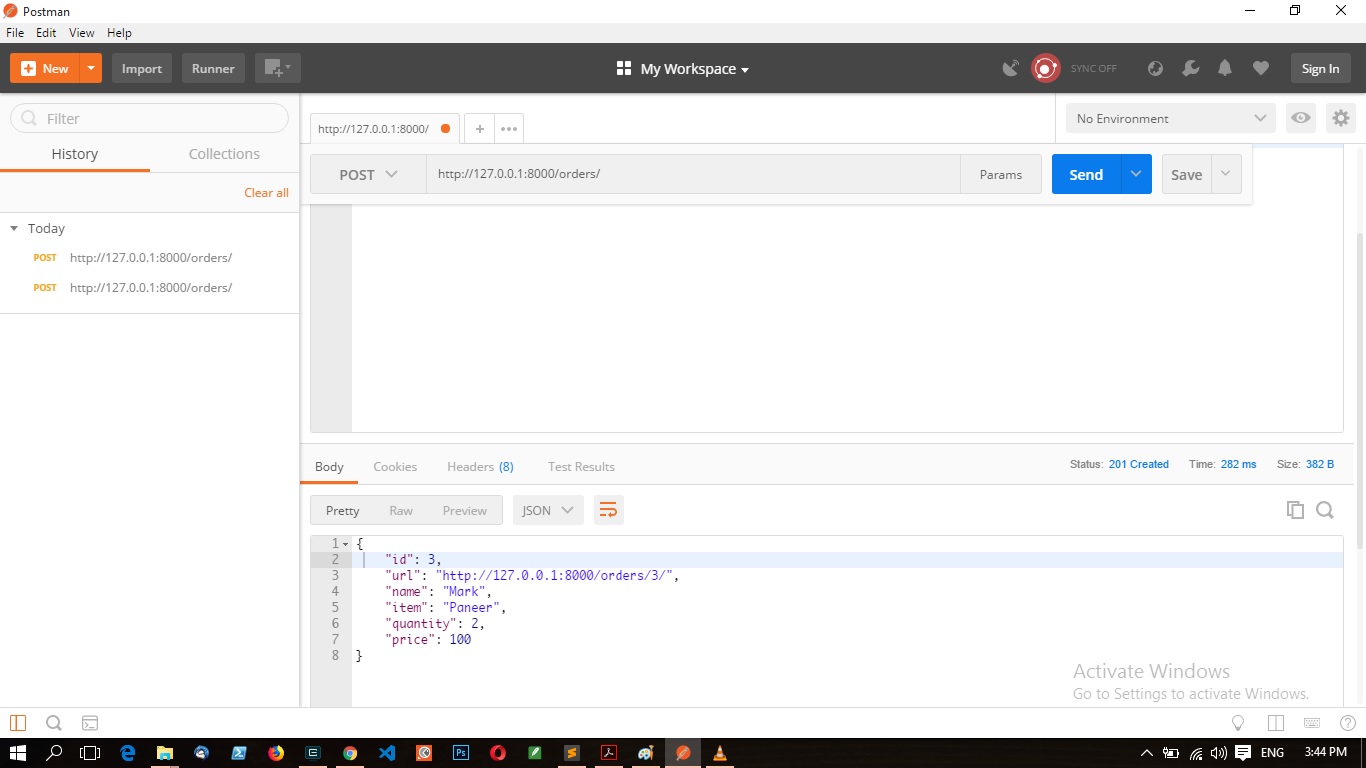 Postman
File Edit View Help
New Import Runner My Workspace SYNC OFF Sign In
Filter
History Collections
Clear all
Today
POST http://127.0.0.1:8000/orders/
POST http://127.0.0.1:8000/orders/
http://127.0.0.1:8000/ No Environment
POST http://127.0.0.1:8000/orders/ Params Send Save
Body Cookies Headers (8) Test Results Status: 201 Created Time: 282 ms Size: 382 B
Pretty Raw Preview JSON
1 {
2 "id": 3,
3 "url": "http://127.0.0.1:8000/orders/3/",
4 "name": "Mark",
5 "item": "Paneer",
6 "quantity": 2,
7 "price": 100
8 }
Activate Windows
Go to Settings to activate Windows.
ENG 3:44 PM